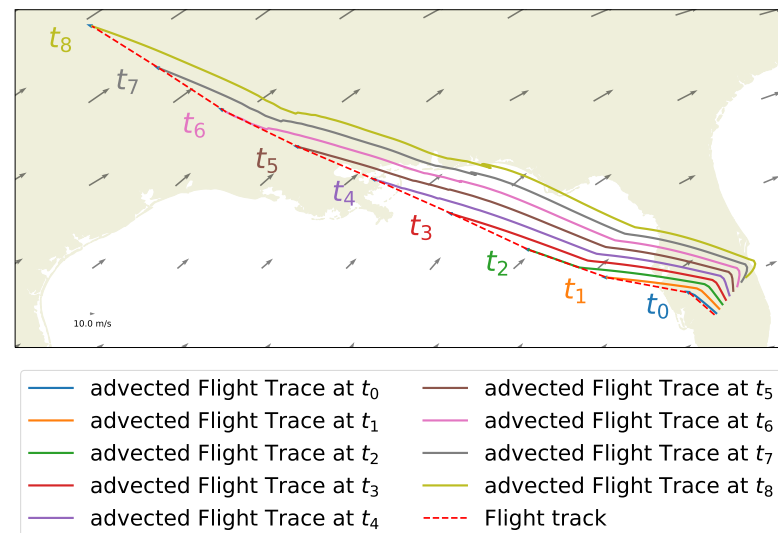 t8
t7
t6
t5
t4
t3
t2
t1
t0
10.0 m/s
advected Flight Trace at t0
advected Flight Trace at t1
advected Flight Trace at t2
advected Flight Trace at t3
advected Flight Trace at t4
advected Flight Trace at t5
advected Flight Trace at t6
advected Flight Trace at t7
advected Flight Trace at t8
Flight track